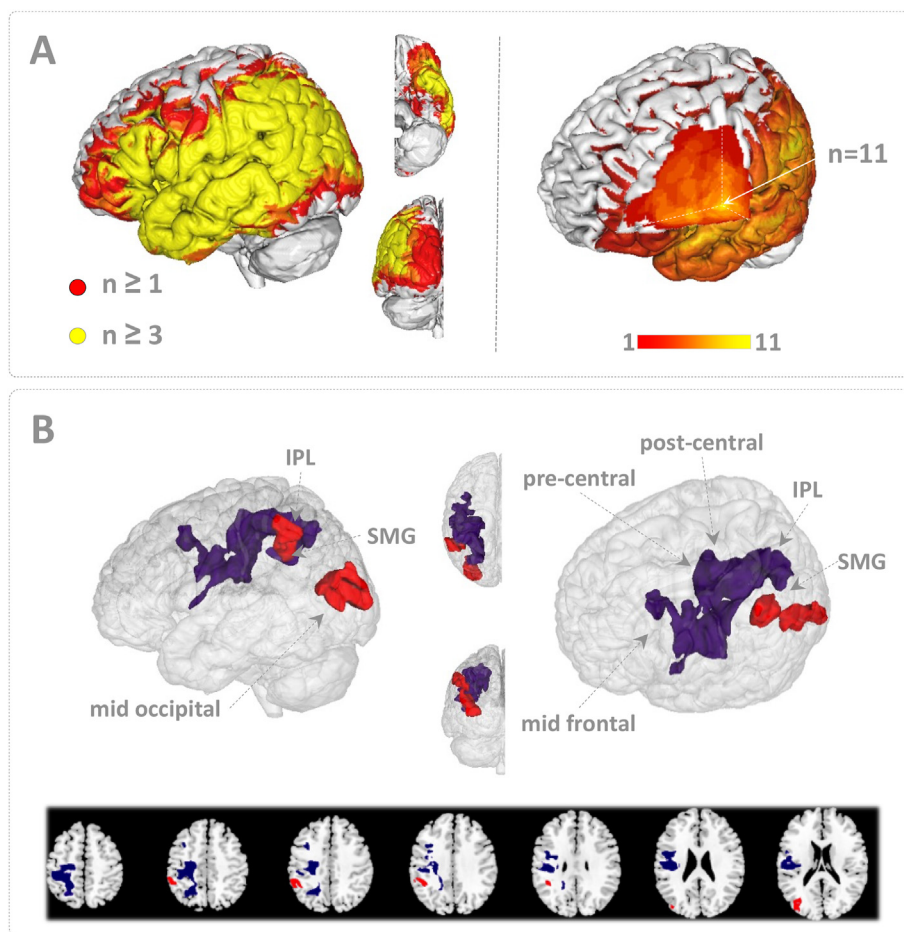 A
n ≥ 1
n ≥ 3
n=11
1
11
B
IPL
SMG
mid occipital
post-central
pre-central
IPL
SMG
mid frontal